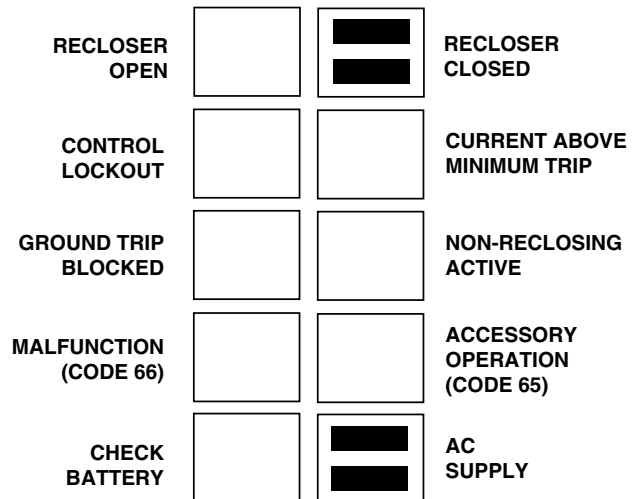 RECLOSER
OPEN
RECLOSER
CLOSED
CONTROL
LOCKOUT
CURRENT ABOVE
MINIMUM TRIP
GROUND TRIP
BLOCKED
NON-RECLOSING
ACTIVE
MALFUNCTION
(CODE 66)
ACCESSORY
OPERATION
(CODE 65)
CHECK
BATTERY
AC
SUPPLY